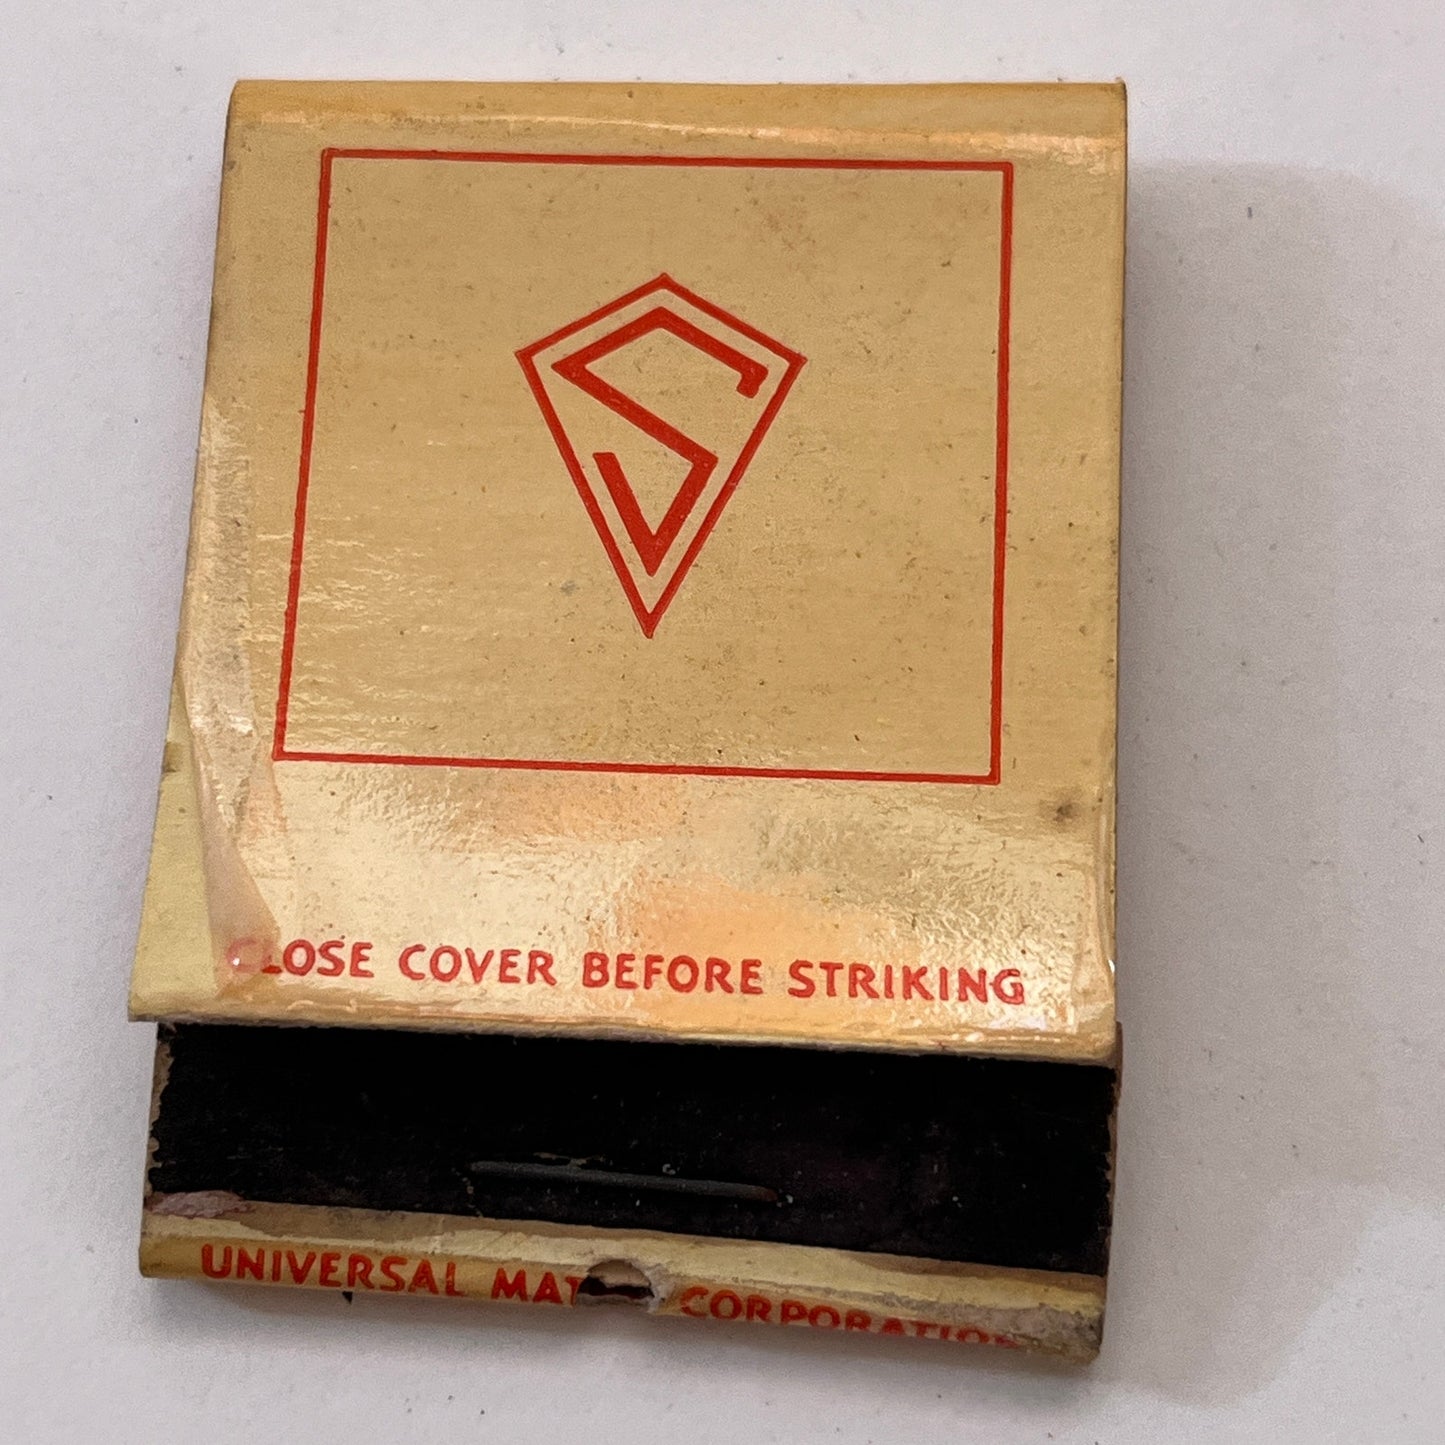 S
CLOSE COVER BEFORE STRIKING
UNIVERSAL CORPORATION